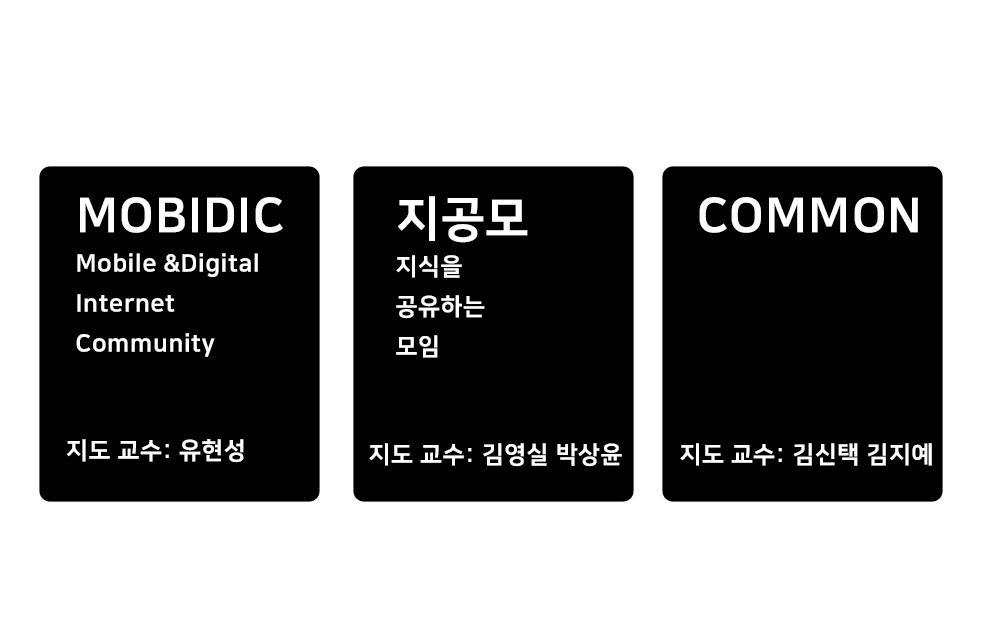 MOBIDIC
Mobile &Digital
Internet
Community
지도 교수: 유현성
지공모
지식을
공유하는
모임
지도 교수: 김영실 박상윤
COMMON
지도 교수: 김신택 김지예